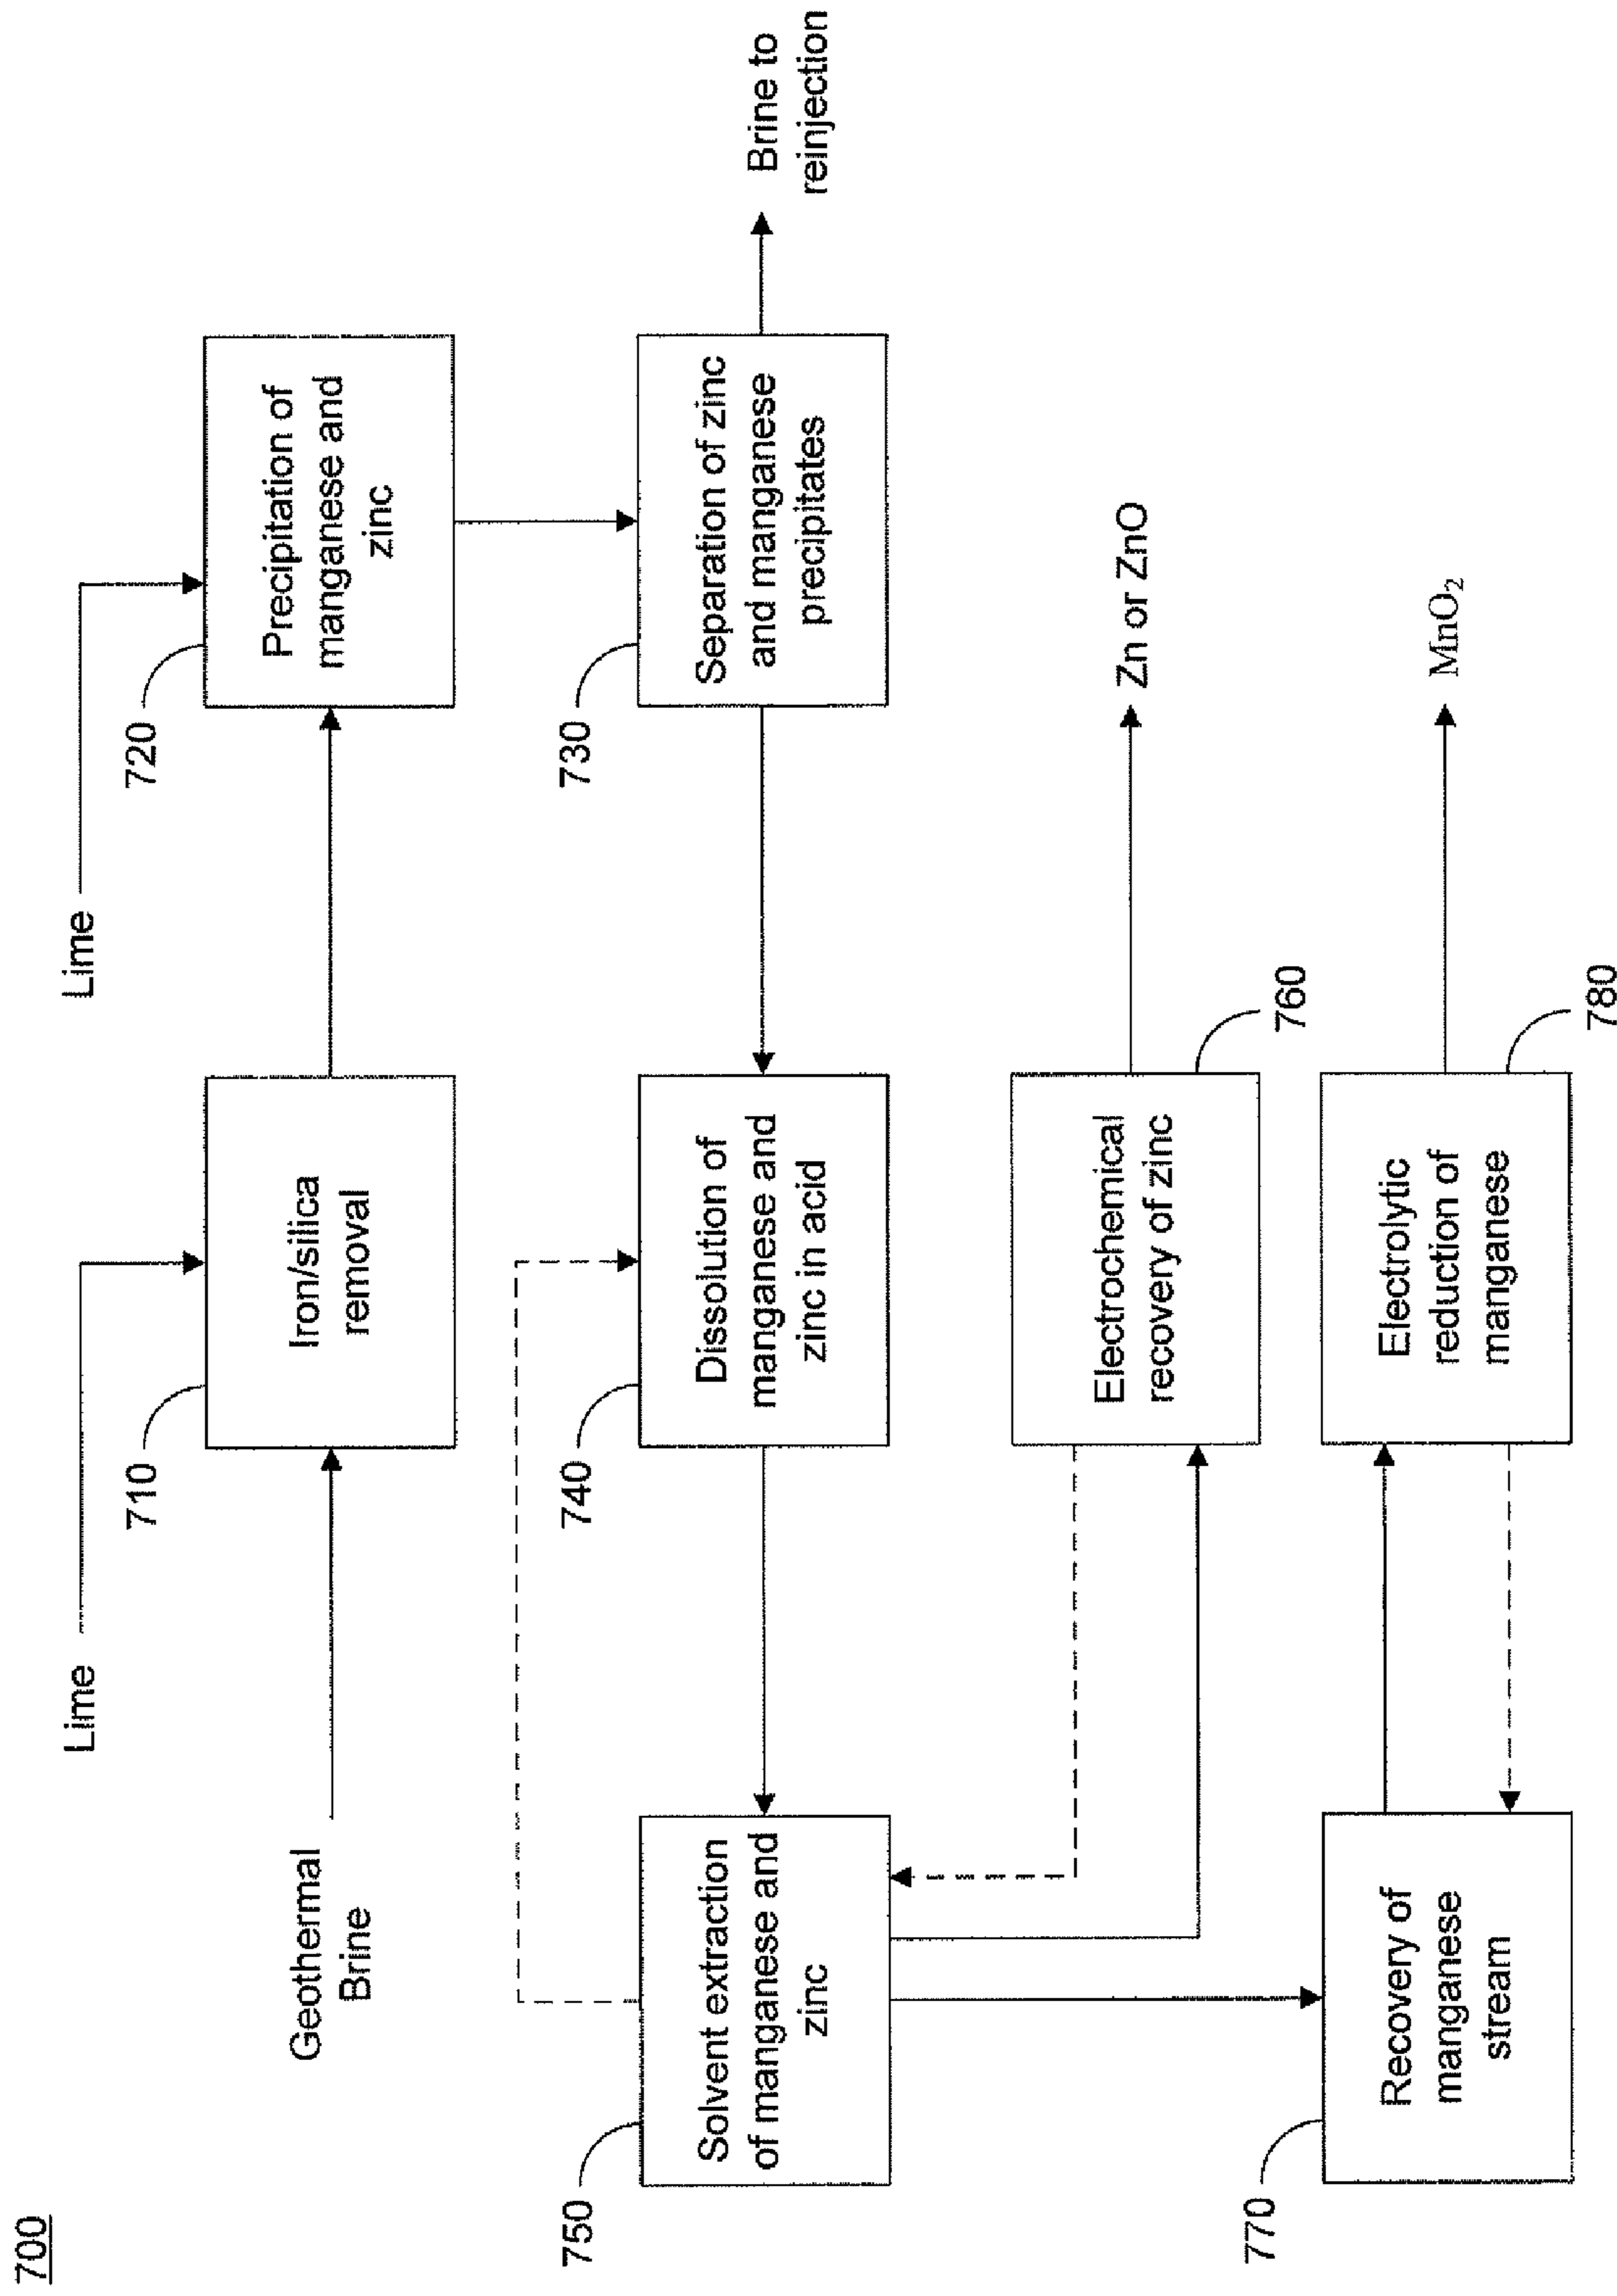 700
Lime
Lime
710
720
Geothermal
Brine
Iron/silica
removal
Precipitation of
manganese and
zinc
750
740
730
Solvent extraction
of manganese and
zinc
Dissolution of
manganese and
zinc in acid
Separation of zinc
and manganese
precipitates
Brine to
reinjection
Electrochemical
recovery of zinc
Zn or ZnO
760
770
Recovery of
manganese
stream
Electrolytic
reduction of
manganese
MnO₂
780